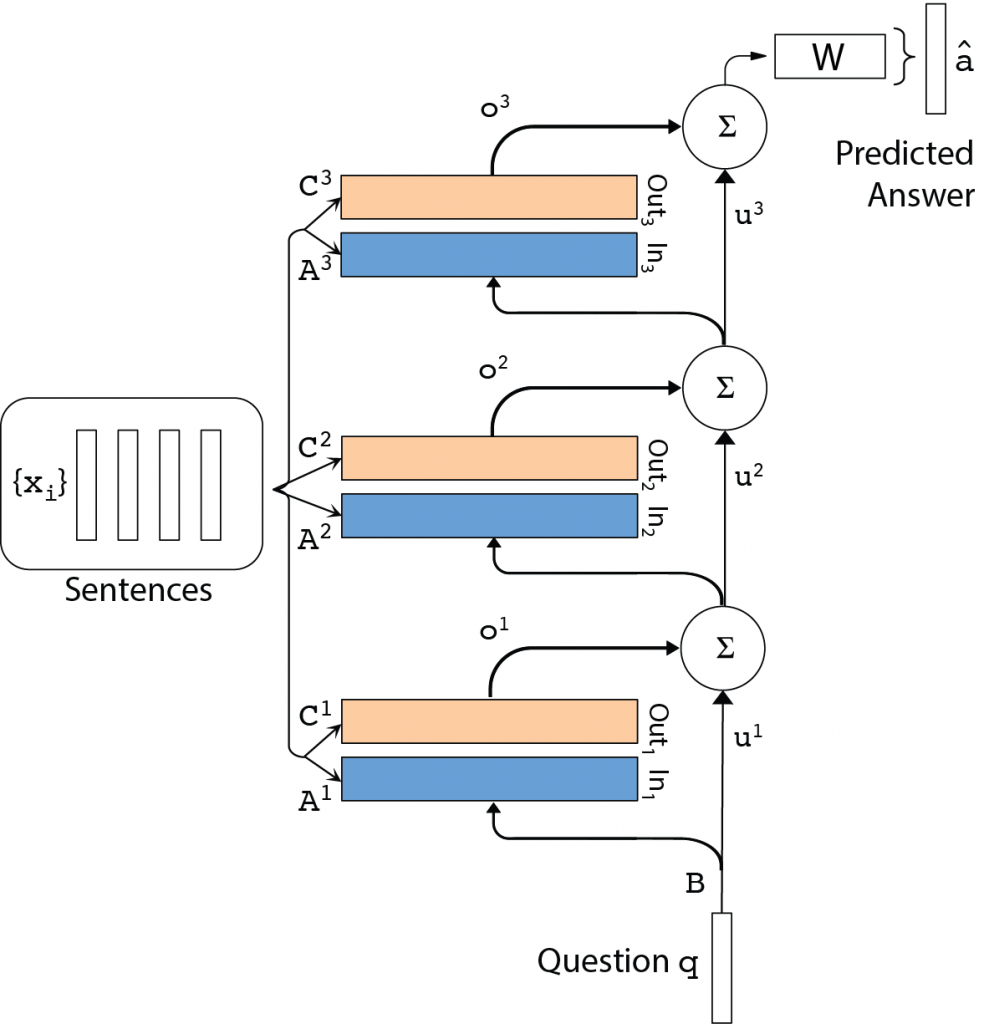 W
â
Σ
Predicted
Answer
o³
C³
Out₃
A³
In₃
u³
o²
Σ
C²
Out₂
{xᵢ}
A²
In₂
u²
Sentences
o¹
Σ
C¹
Out₁
A¹
In₁
u¹
B
Question q